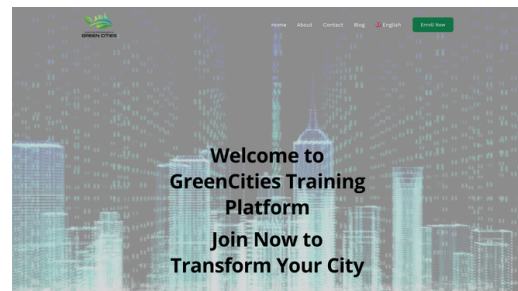 GREEN CITIES
Home About Contact Blog English Enroll Now
Welcome to
GreenCities Training
Platform
Join Now to
Transform Your City